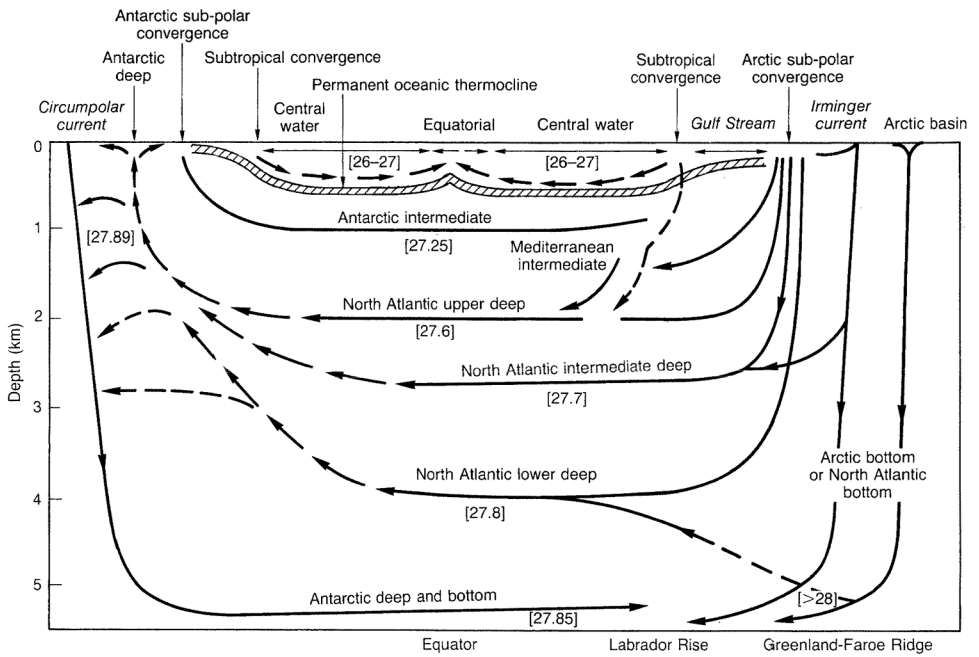 Antarctic sub-polar
convergence
Antarctic
deep
Subtropical convergence
Permanent oceanic thermocline
Subtropical
convergence
Arctic sub-polar
convergence
Circumpolar
current
Central
water
Equatorial
Central water
Gulf Stream
Irminger
current
Arctic basin
0
[26–27]
[26–27]
Antarctic intermediate
1
[27.89]
[27.25]
Mediterranean
intermediate
North Atlantic upper deep
2
[27.6]
North Atlantic intermediate deep
[27.7]
Depth (km)
3
North Atlantic lower deep
Arctic bottom
or North Atlantic
bottom
4
[27.8]
5
Antarctic deep and bottom
[>28]
[27.85]
Equator
Labrador Rise
Greenland-Faroe Ridge